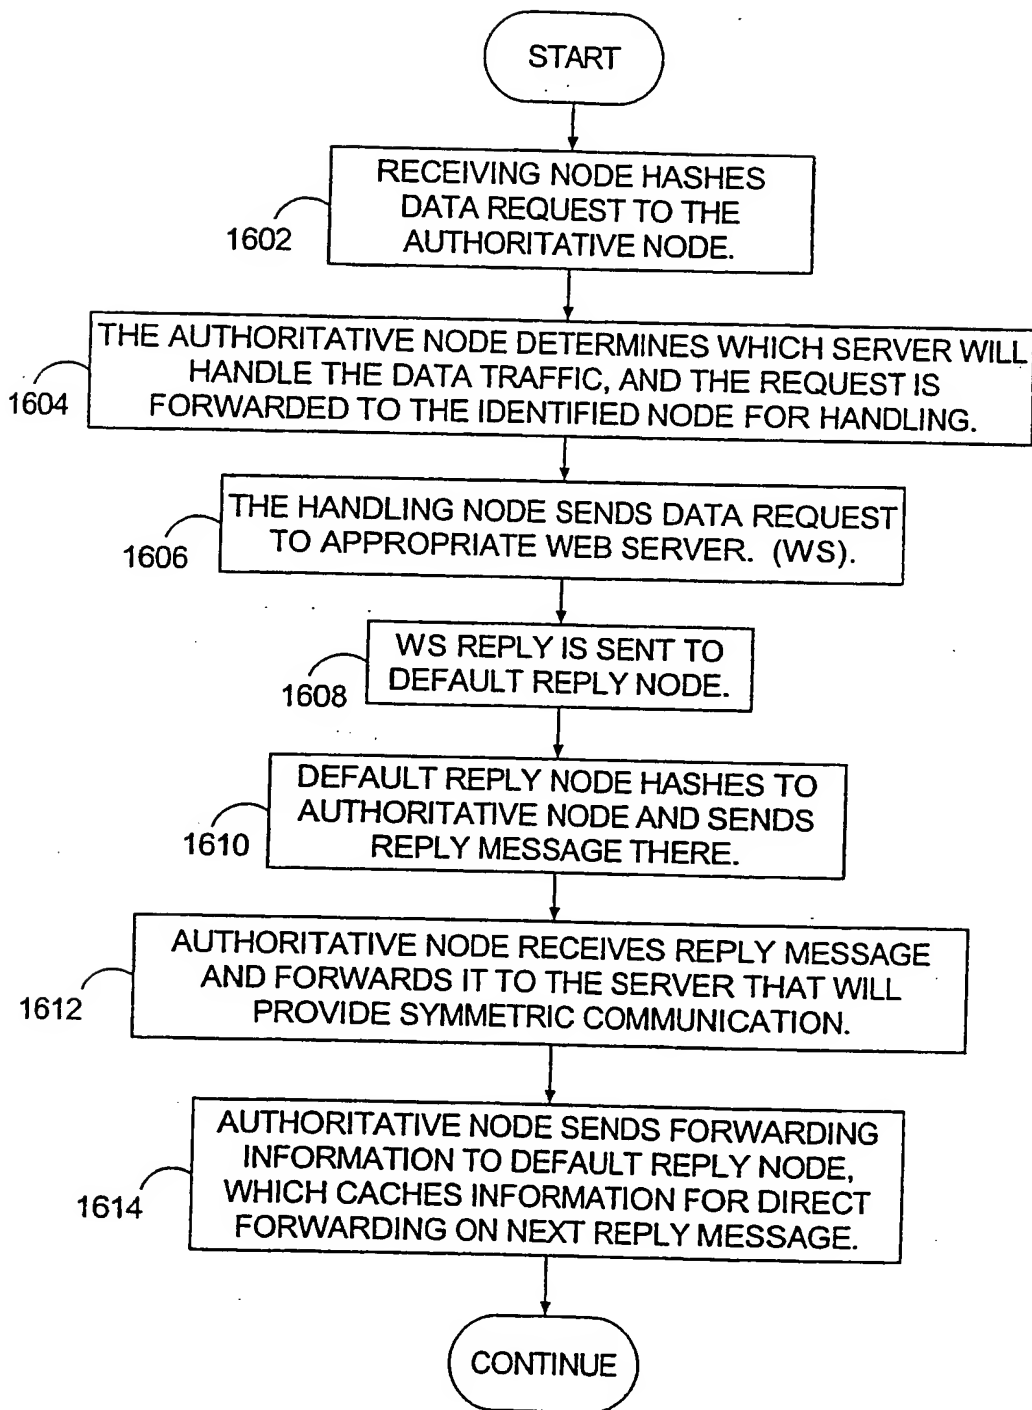 START
RECEIVING NODE HASHES
DATA REQUEST TO THE
AUTHORITATIVE NODE.
1602
THE AUTHORITATIVE NODE DETERMINES WHICH SERVER WILL
HANDLE THE DATA TRAFFIC, AND THE REQUEST IS
FORWARDED TO THE IDENTIFIED NODE FOR HANDLING.
1604
THE HANDLING NODE SENDS DATA REQUEST
TO APPROPRIATE WEB SERVER. (WS).
1606
WS REPLY IS SENT TO
DEFAULT REPLY NODE.
1608
DEFAULT REPLY NODE HASHES TO
AUTHORITATIVE NODE AND SENDS
REPLY MESSAGE THERE.
1610
AUTHORITATIVE NODE RECEIVES REPLY MESSAGE
AND FORWARDS IT TO THE SERVER THAT WILL
PROVIDE SYMMETRIC COMMUNICATION.
1612
AUTHORITATIVE NODE SENDS FORWARDING
INFORMATION TO DEFAULT REPLY NODE,
WHICH CACHES INFORMATION FOR DIRECT
FORWARDING ON NEXT REPLY MESSAGE.
1614
CONTINUE